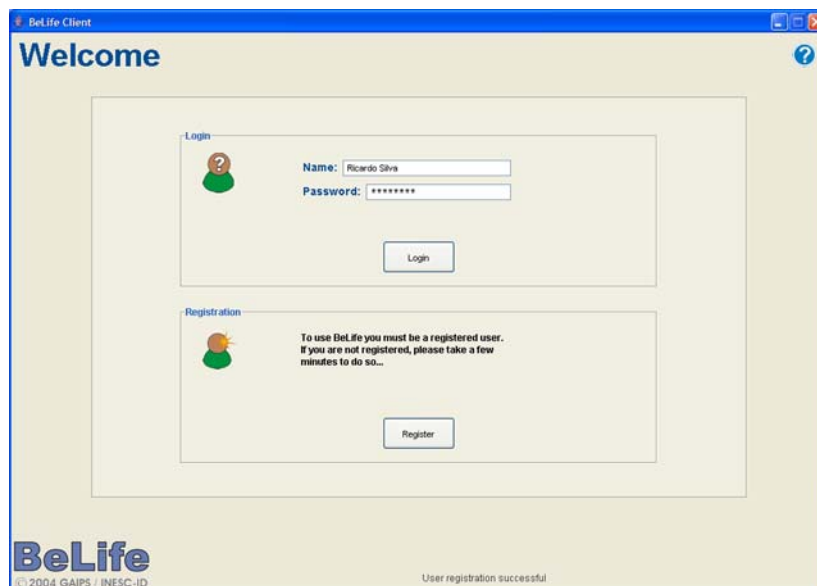 BeLife Client
Welcome
?
Login
?
Name: Ricardo Silva
Password: ********
Login
Registration
To use BeLife you must be a registered user.
If you are not registered, please take a few
minutes to do so...
Register
BeLife
© 2004 GAIPS / INESC-ID
User registration successful